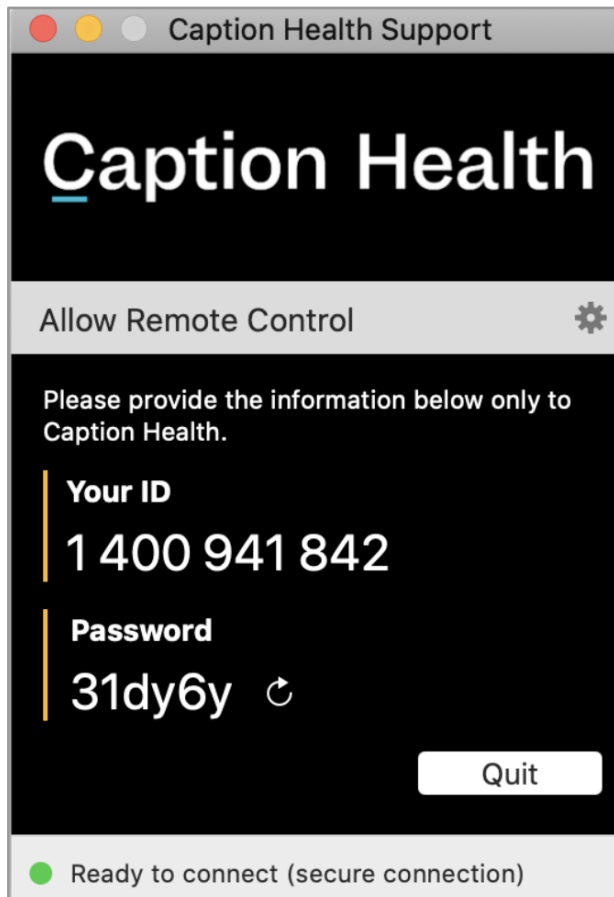 Caption Health Support
Caption Health
Allow Remote Control
Please provide the information below only to
Caption Health.
Your ID
1 400 941 842
Password
31dy6y
Quit
Ready to connect (secure connection)